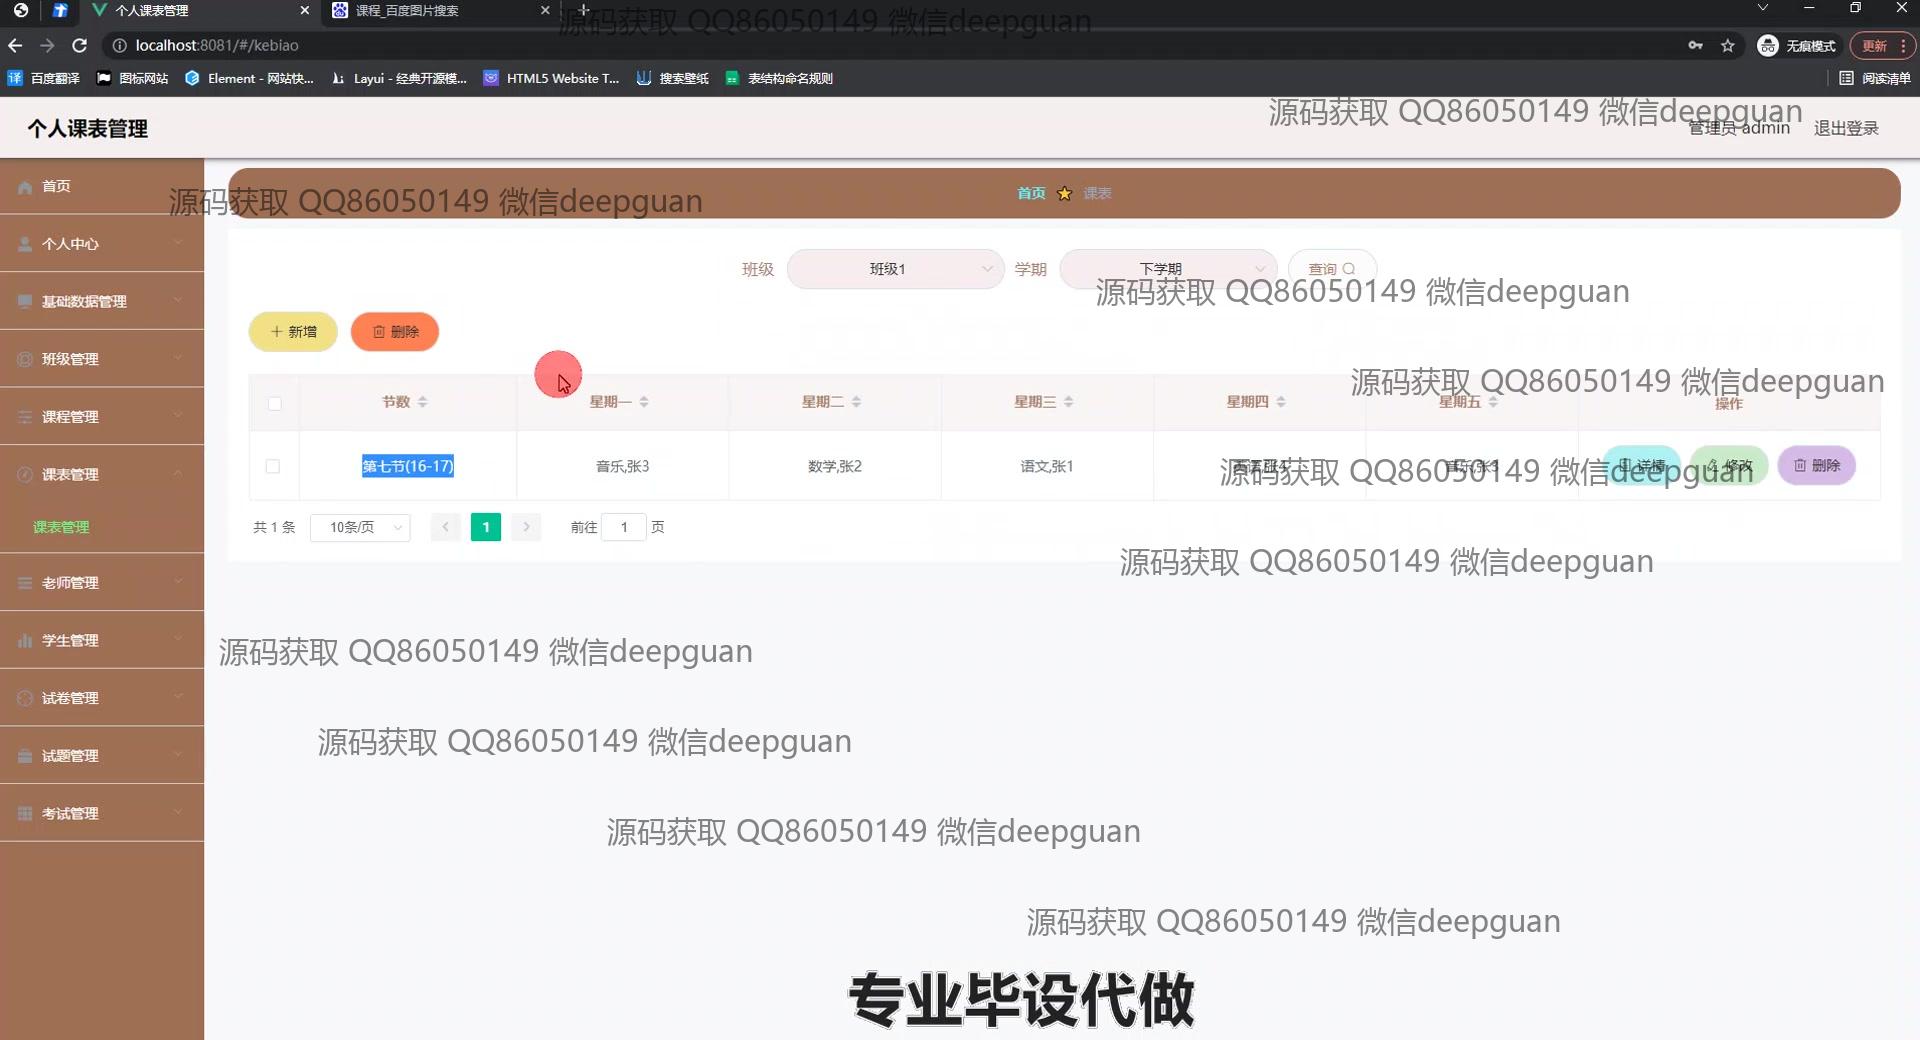 个人课表管理
课程_百度图片搜索
源码获取 QQ86050149 微信deepguan
localhost:8081/#/kebiao
无痕模式
更新
百度翻译
图标网站
Element - 网站快...
Layui - 经典开源模...
HTML5 Website T...
搜索壁纸
表结构命名规则
阅读清单
源码获取 QQ86050149 微信deepguan
个人课表管理
管理员 admin
退出登录
首页
个人中心
基础数据管理
班级管理
课程管理
课表管理
课表管理
老师管理
学生管理
试卷管理
试题管理
考试管理
源码获取 QQ86050149 微信deepguan
首页
课表
班级
班级1
学期
下学期
查询
源码获取 QQ86050149 微信deepguan
新增
删除
源码获取 QQ86050149 微信deepguan
节数
星期一
星期二
星期三
星期四
星期五
操作
第七节(16-17)
音乐,张3
数学,张2
语文,张1
音乐,张3
详情
修改
删除
源码获取 QQ86050149 微信deepguan
共 1 条
10条/页
1
前往
1
页
源码获取 QQ86050149 微信deepguan
源码获取 QQ86050149 微信deepguan
源码获取 QQ86050149 微信deepguan
源码获取 QQ86050149 微信deepguan
源码获取 QQ86050149 微信deepguan
专业毕设代做